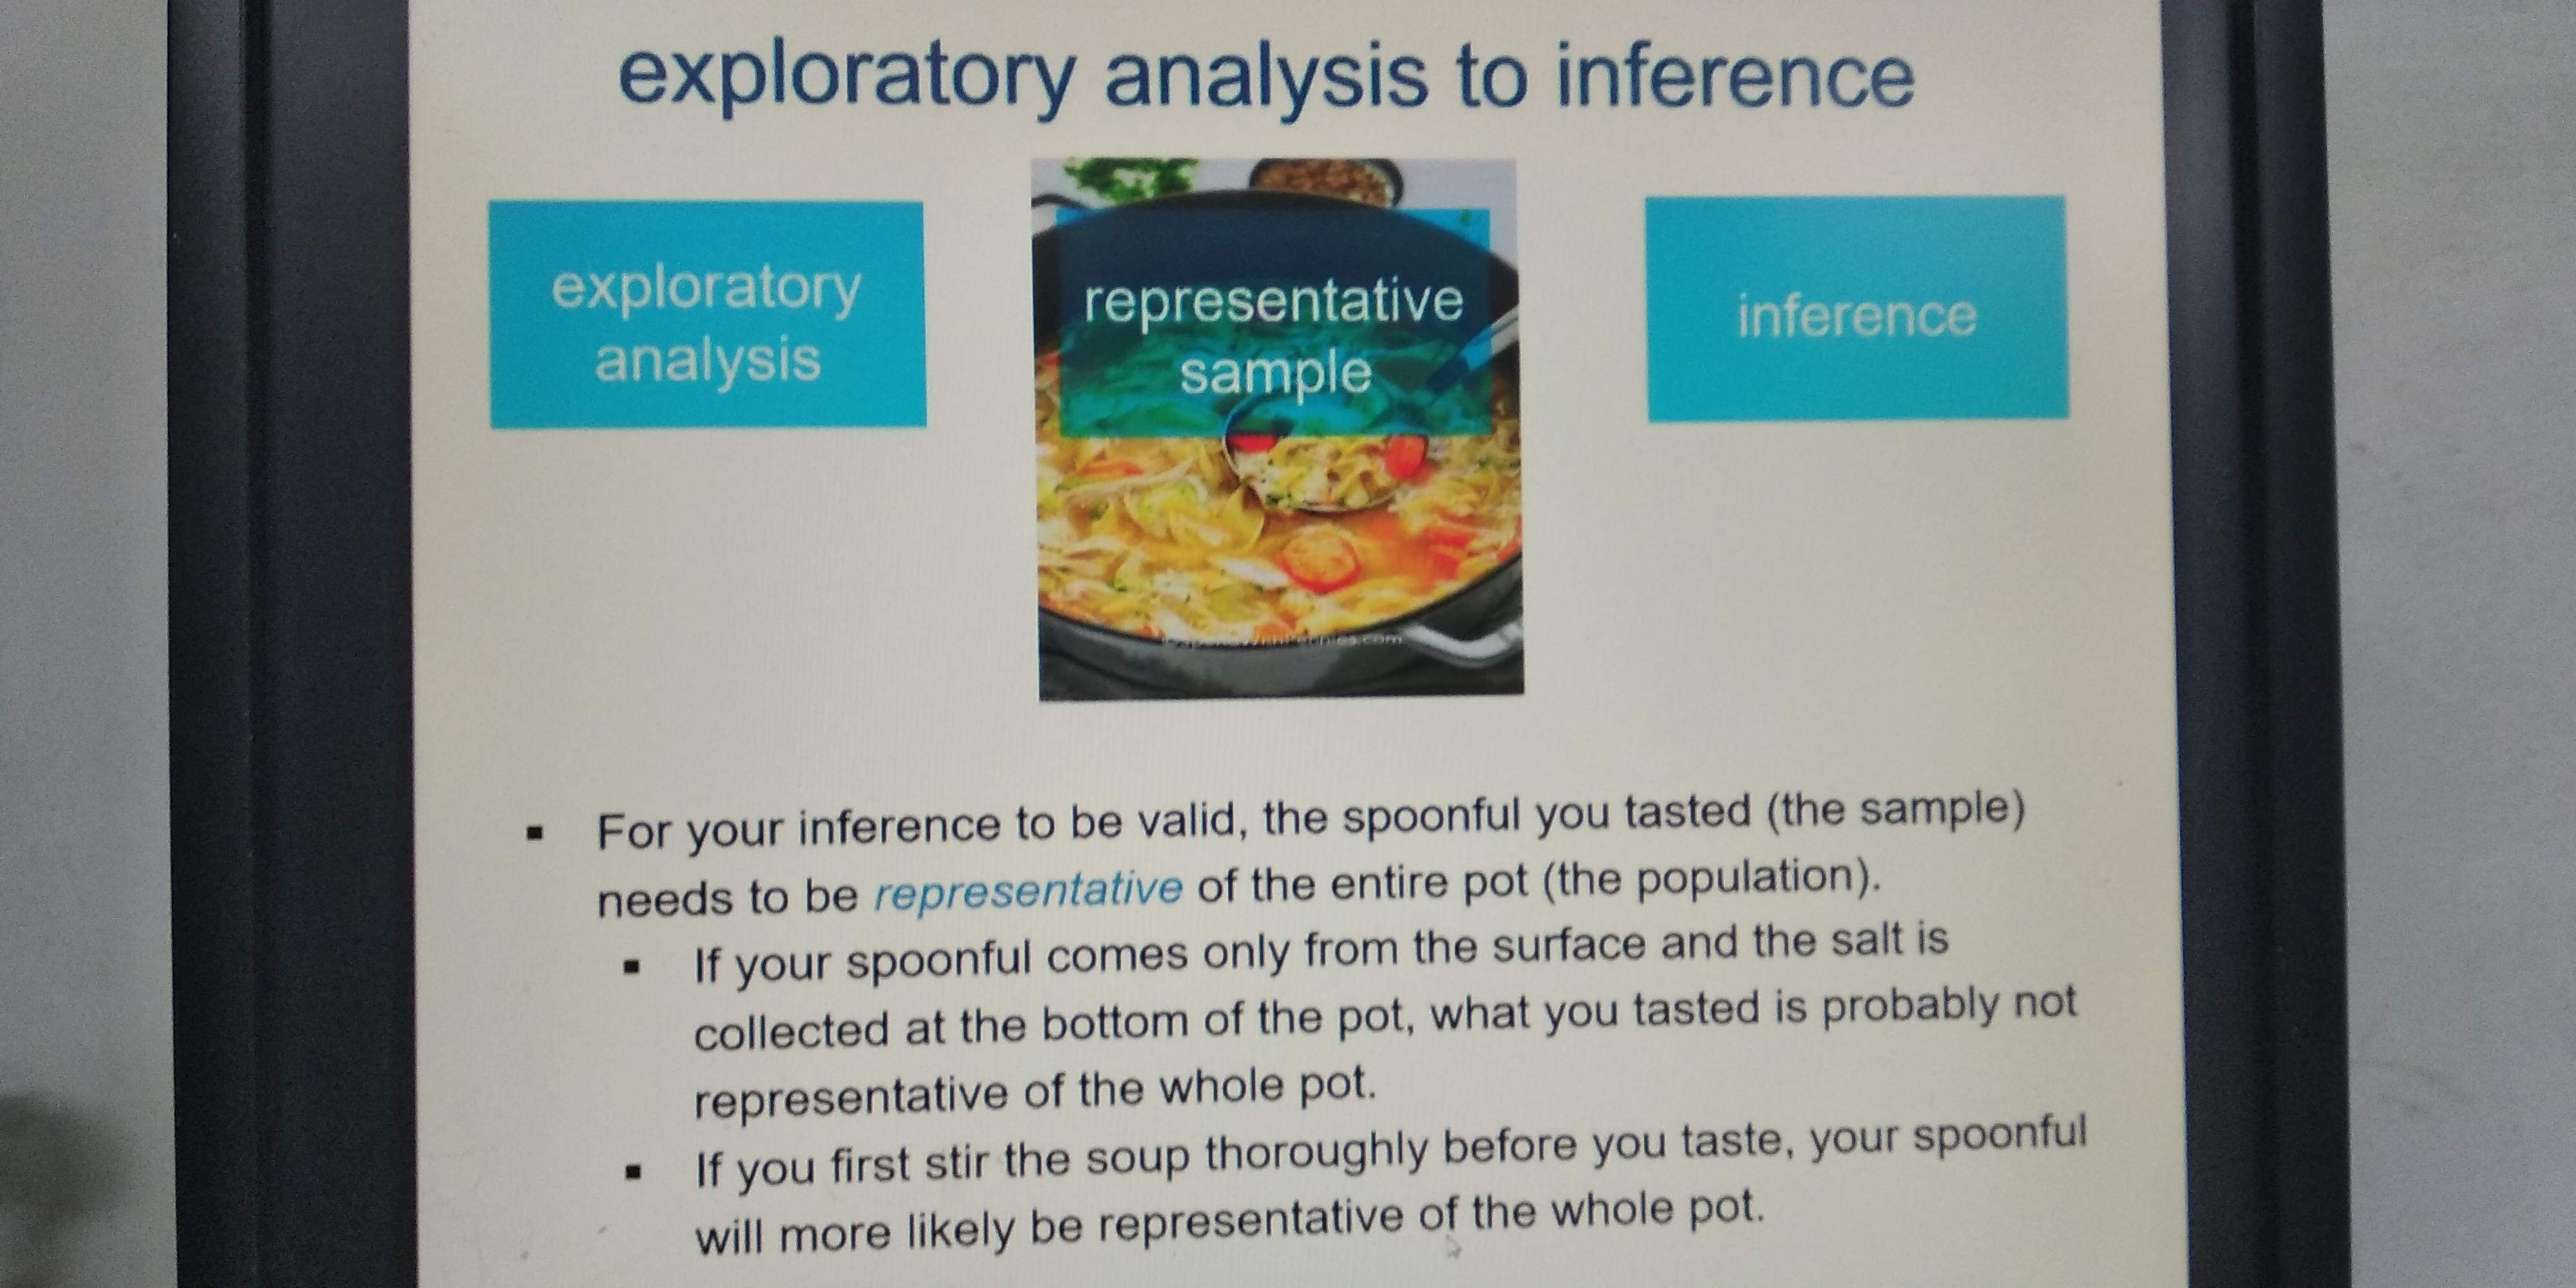 exploratory analysis to inference
exploratory
analysis
representative
sample
inference
▪ For your inference to be valid, the spoonful you tasted (the sample)
needs to be representative of the entire pot (the population).
▪ If your spoonful comes only from the surface and the salt is
collected at the bottom of the pot, what you tasted is probably not
representative of the whole pot.
▪ If you first stir the soup thoroughly before you taste, your spoonful
will more likely be representative of the whole pot.